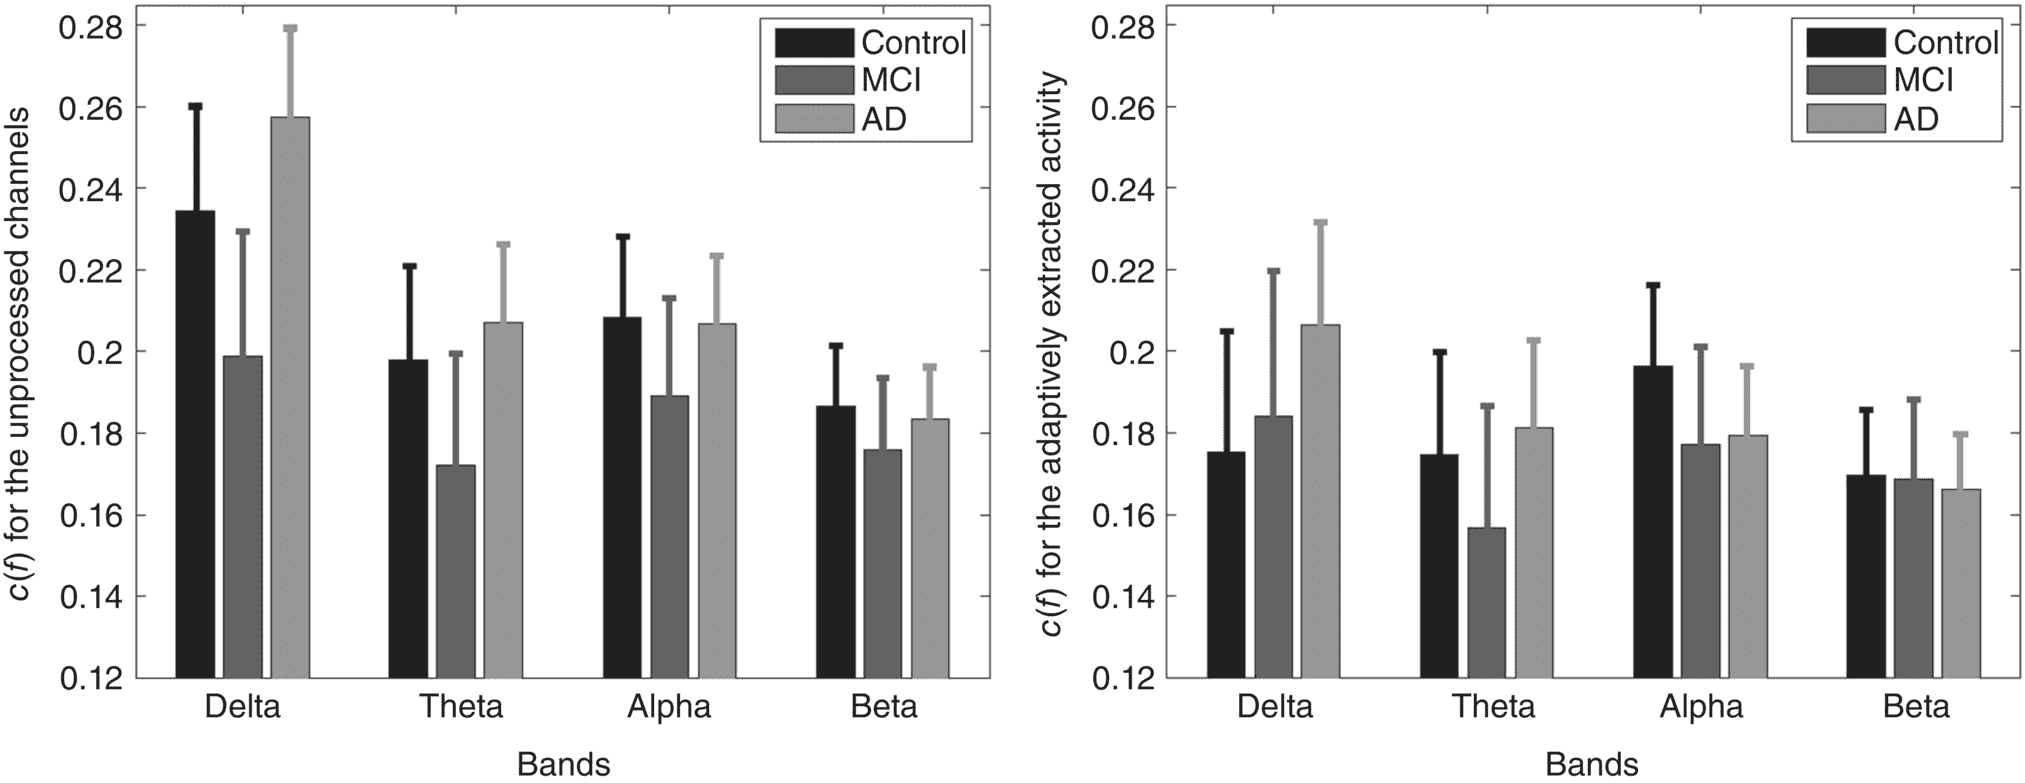 c(f) for the unprocessed channels
0.28
0.26
0.24
0.22
0.2
0.18
0.16
0.14
0.12
Control
MCI
AD
Delta
Theta
Alpha
Beta
Bands
c(f) for the adaptively extracted activity
0.28
0.26
0.24
0.22
0.2
0.18
0.16
0.14
0.12
Control
MCI
AD
Delta
Theta
Alpha
Beta
Bands